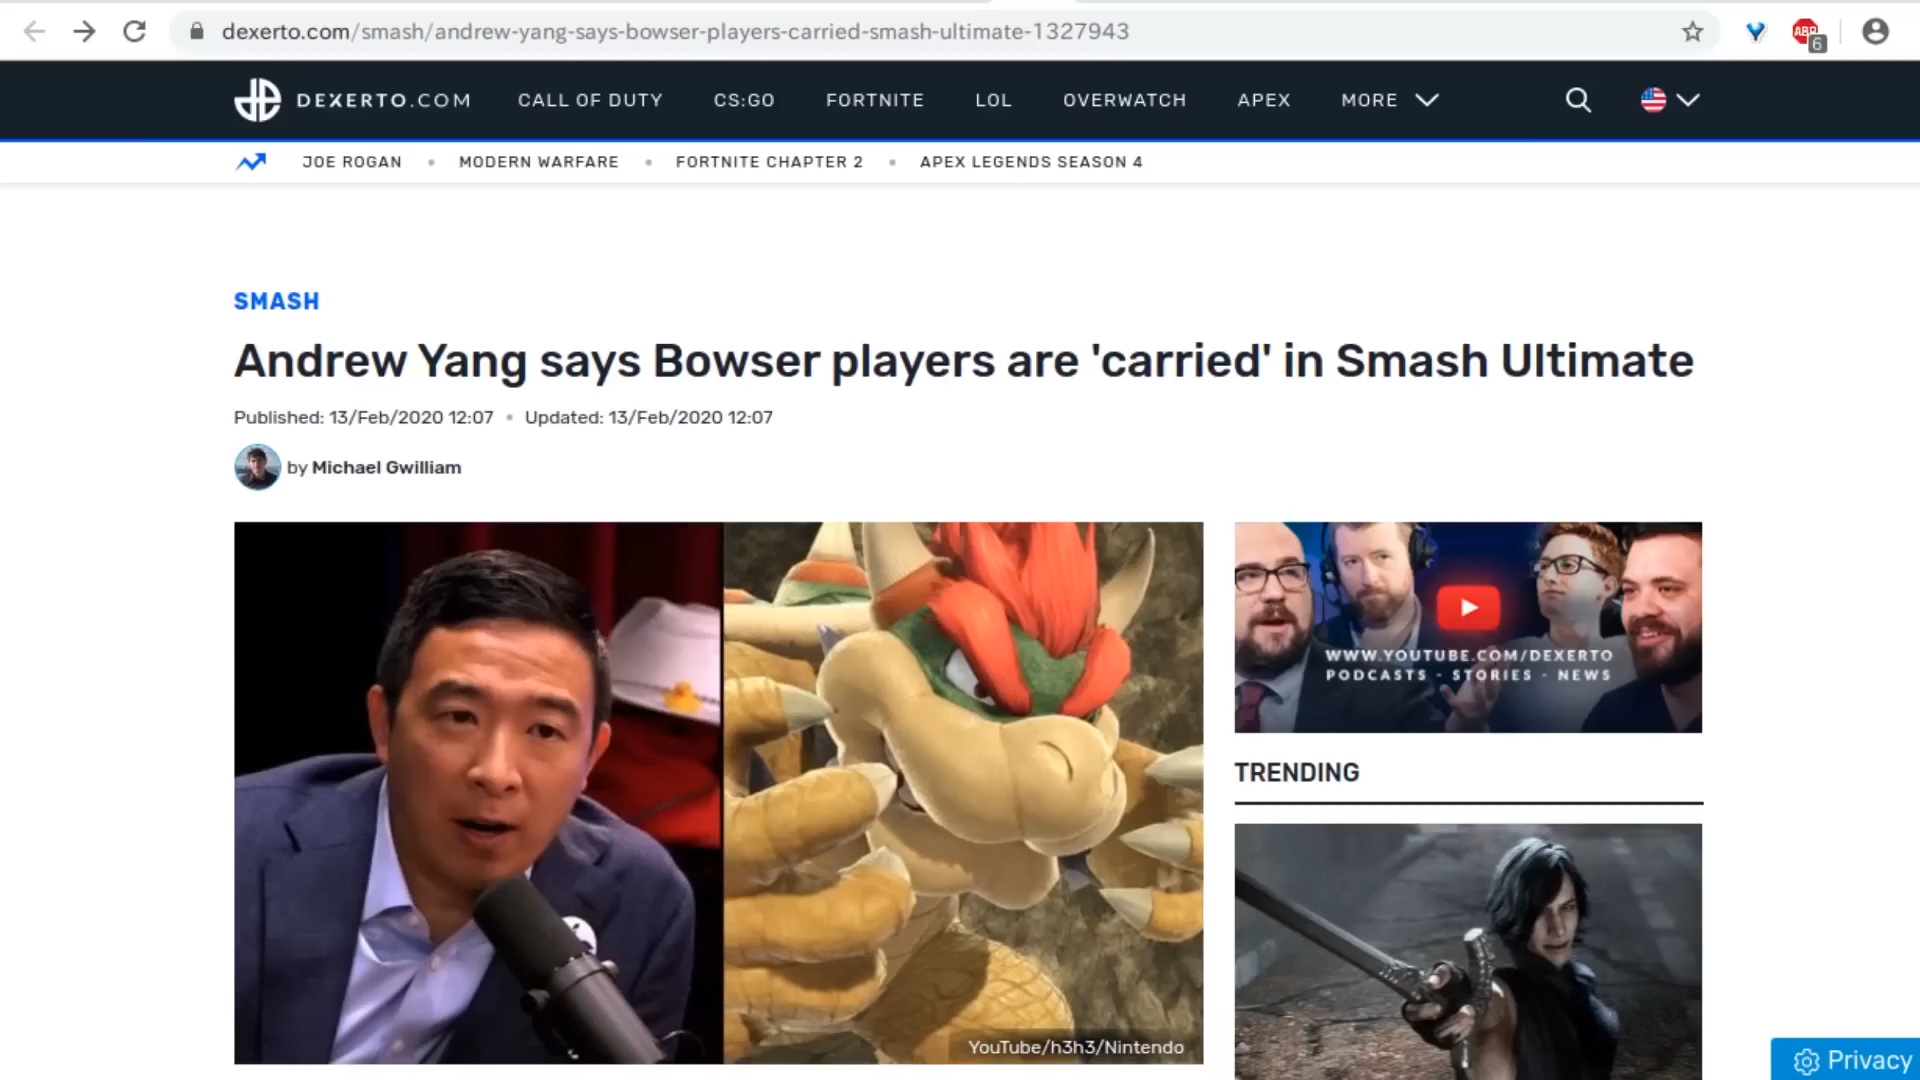 dexerto.com/smash/andrew-yang-says-bowser-players-carried-smash-ultimate-1327943
ABP
6
DEXERTO.COM
CALL OF DUTY
CS:GO
FORTNITE
LOL
OVERWATCH
APEX
MORE
JOE ROGAN • MODERN WARFARE • FORTNITE CHAPTER 2 • APEX LEGENDS SEASON 4
SMASH
Andrew Yang says Bowser players are 'carried' in Smash Ultimate
Published: 13/Feb/2020 12:07 • Updated: 13/Feb/2020 12:07
by Michael Gwilliam
WWW.YOUTUBE.COM/DEXERTO
PODCASTS - STORIES - NEWS
TRENDING
YouTube/h3h3/Nintendo
Privacy